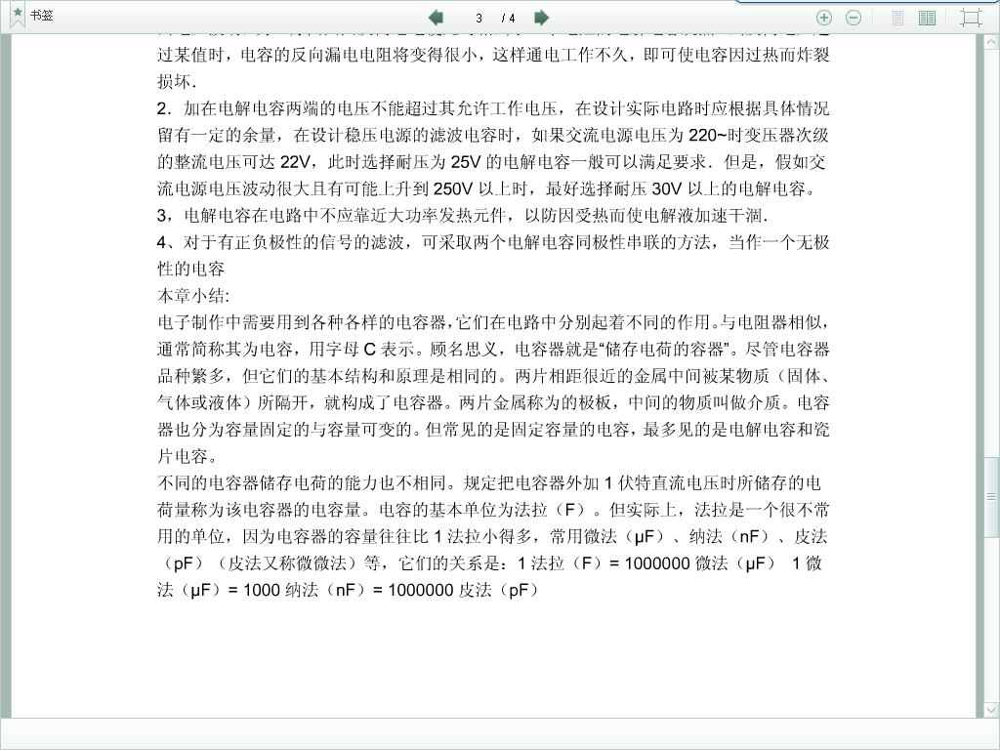 书签
3 / 4
过某值时，电容的反向漏电电阻将变得很小，这样通电工作不久，即可使电容因过热而炸裂
损坏．
2．加在电解电容两端的电压不能超过其允许工作电压，在设计实际电路时应根据具体情况
留有一定的余量，在设计稳压电源的滤波电容时，如果交流电源电压为 220~时变压器次级
的整流电压可达 22V，此时选择耐压为 25V 的电解电容一般可以满足要求．但是，假如交
流电源电压波动很大且有可能上升到 250V 以上时，最好选择耐压 30V 以上的电解电容。
3，电解电容在电路中不应靠近大功率发热元件，以防因受热而使电解液加速干涸．
4、对于有正负极性的信号的滤波，可采取两个电解电容同极性串联的方法，当作一个无极
性的电容
本章小结:
电子制作中需要用到各种各样的电容器，它们在电路中分别起着不同的作用。与电阻器相似，
通常简称其为电容，用字母 C 表示。顾名思义，电容器就是“储存电荷的容器”。尽管电容器
品种繁多，但它们的基本结构和原理是相同的。两片相距很近的金属中间被某物质（固体、
气体或液体）所隔开，就构成了电容器。两片金属称为的极板，中间的物质叫做介质。电容
器也分为容量固定的与容量可变的。但常见的是固定容量的电容，最多见的是电解电容和瓷
片电容。
不同的电容器储存电荷的能力也不相同。规定把电容器外加 1 伏特直流电压时所储存的电
荷量称为该电容器的电容量。电容的基本单位为法拉（F）。但实际上，法拉是一个很不常
用的单位，因为电容器的容量往往比 1 法拉小得多，常用微法（μF）、纳法（nF）、皮法
（pF）（皮法又称微微法）等，它们的关系是：1 法拉（F）= 1000000 微法（μF） 1 微
法（μF）= 1000 纳法（nF）= 1000000 皮法（pF）